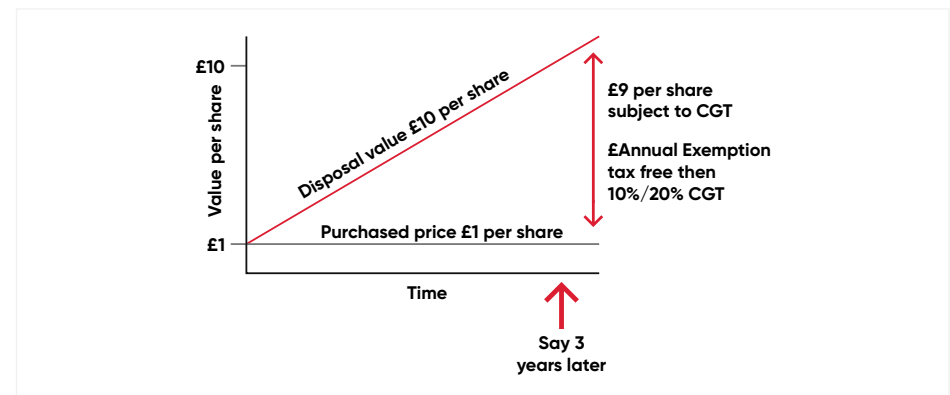 £10
Value per share
£1
Disposal value £10 per share
Purchased price £1 per share
£9 per share
subject to CGT
£Annual Exemption
tax free then
10%/20% CGT
Time
Say 3
years later